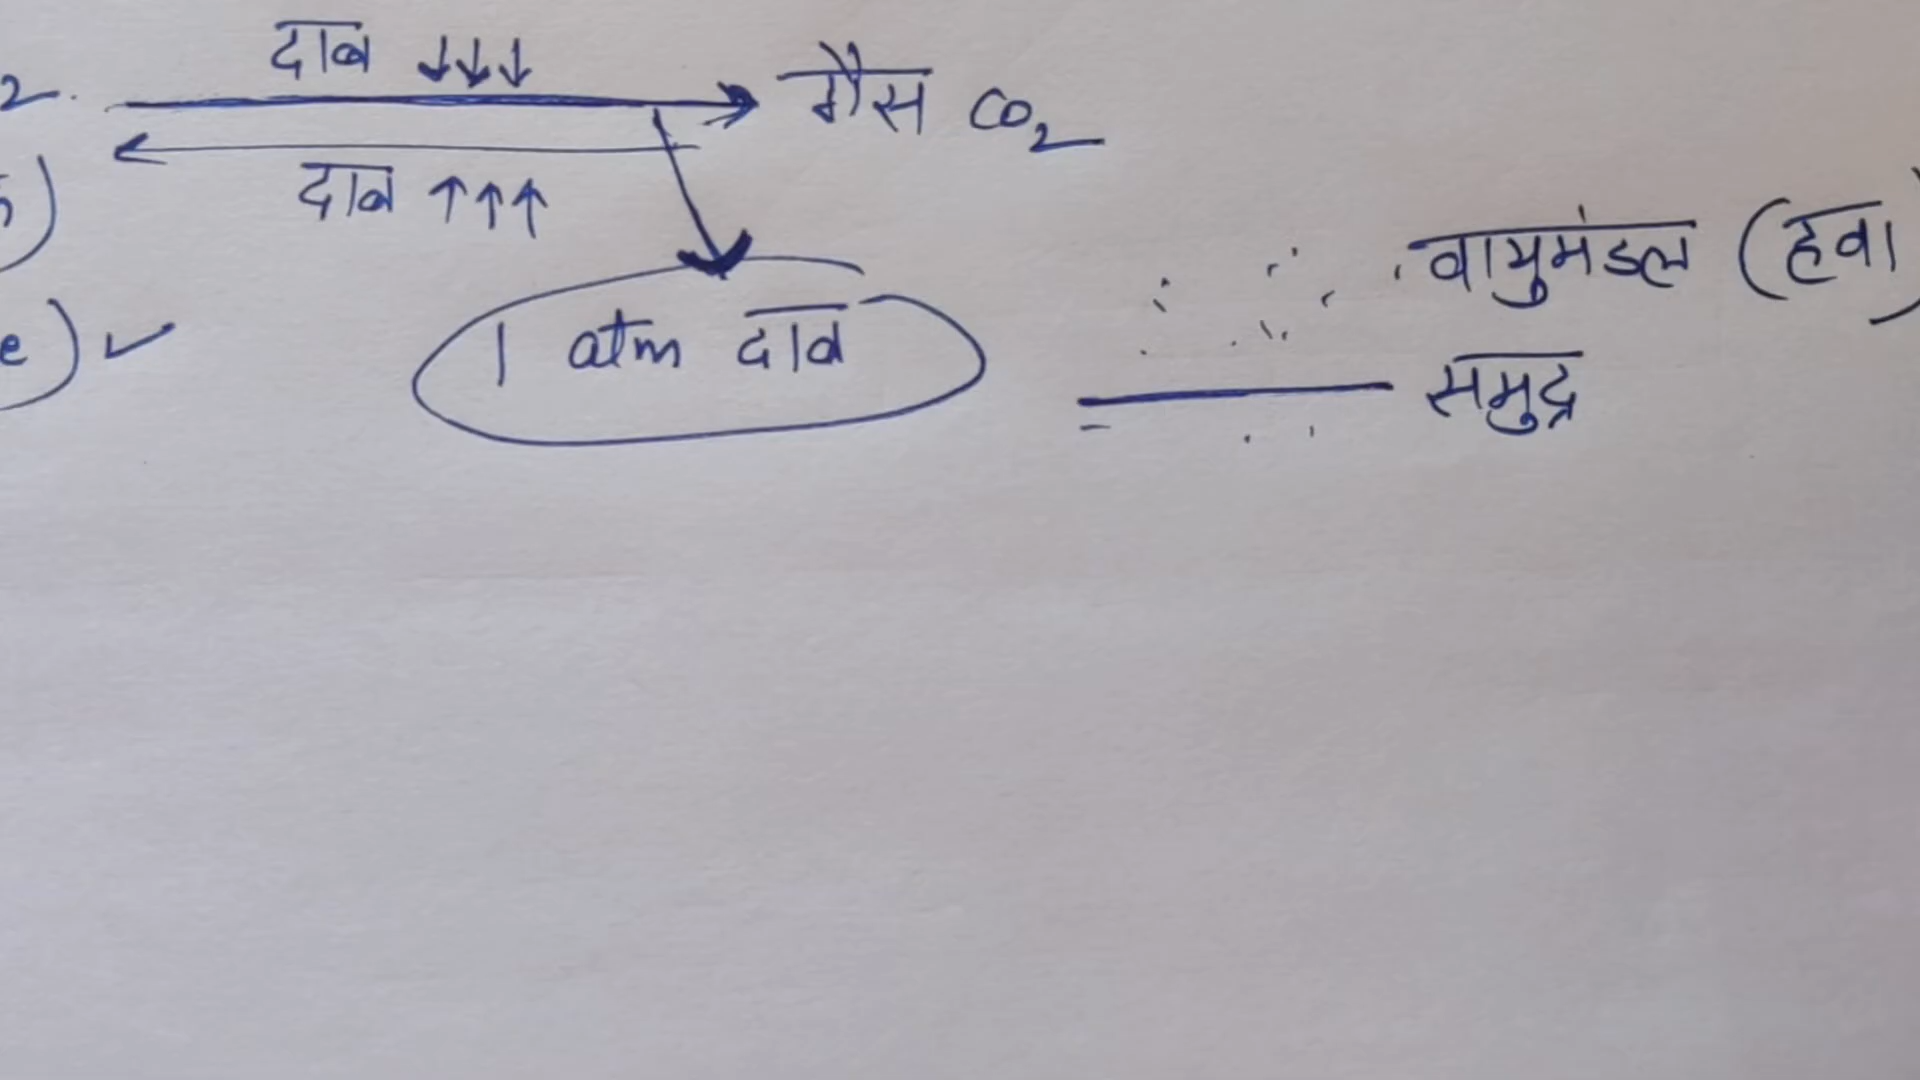 दाब ↓↓↓
2 → गैस CO₂
दाब ↑↑↑
वायुमंडल (हवा)
e) ✓ 1 atm दाब
समुद्र